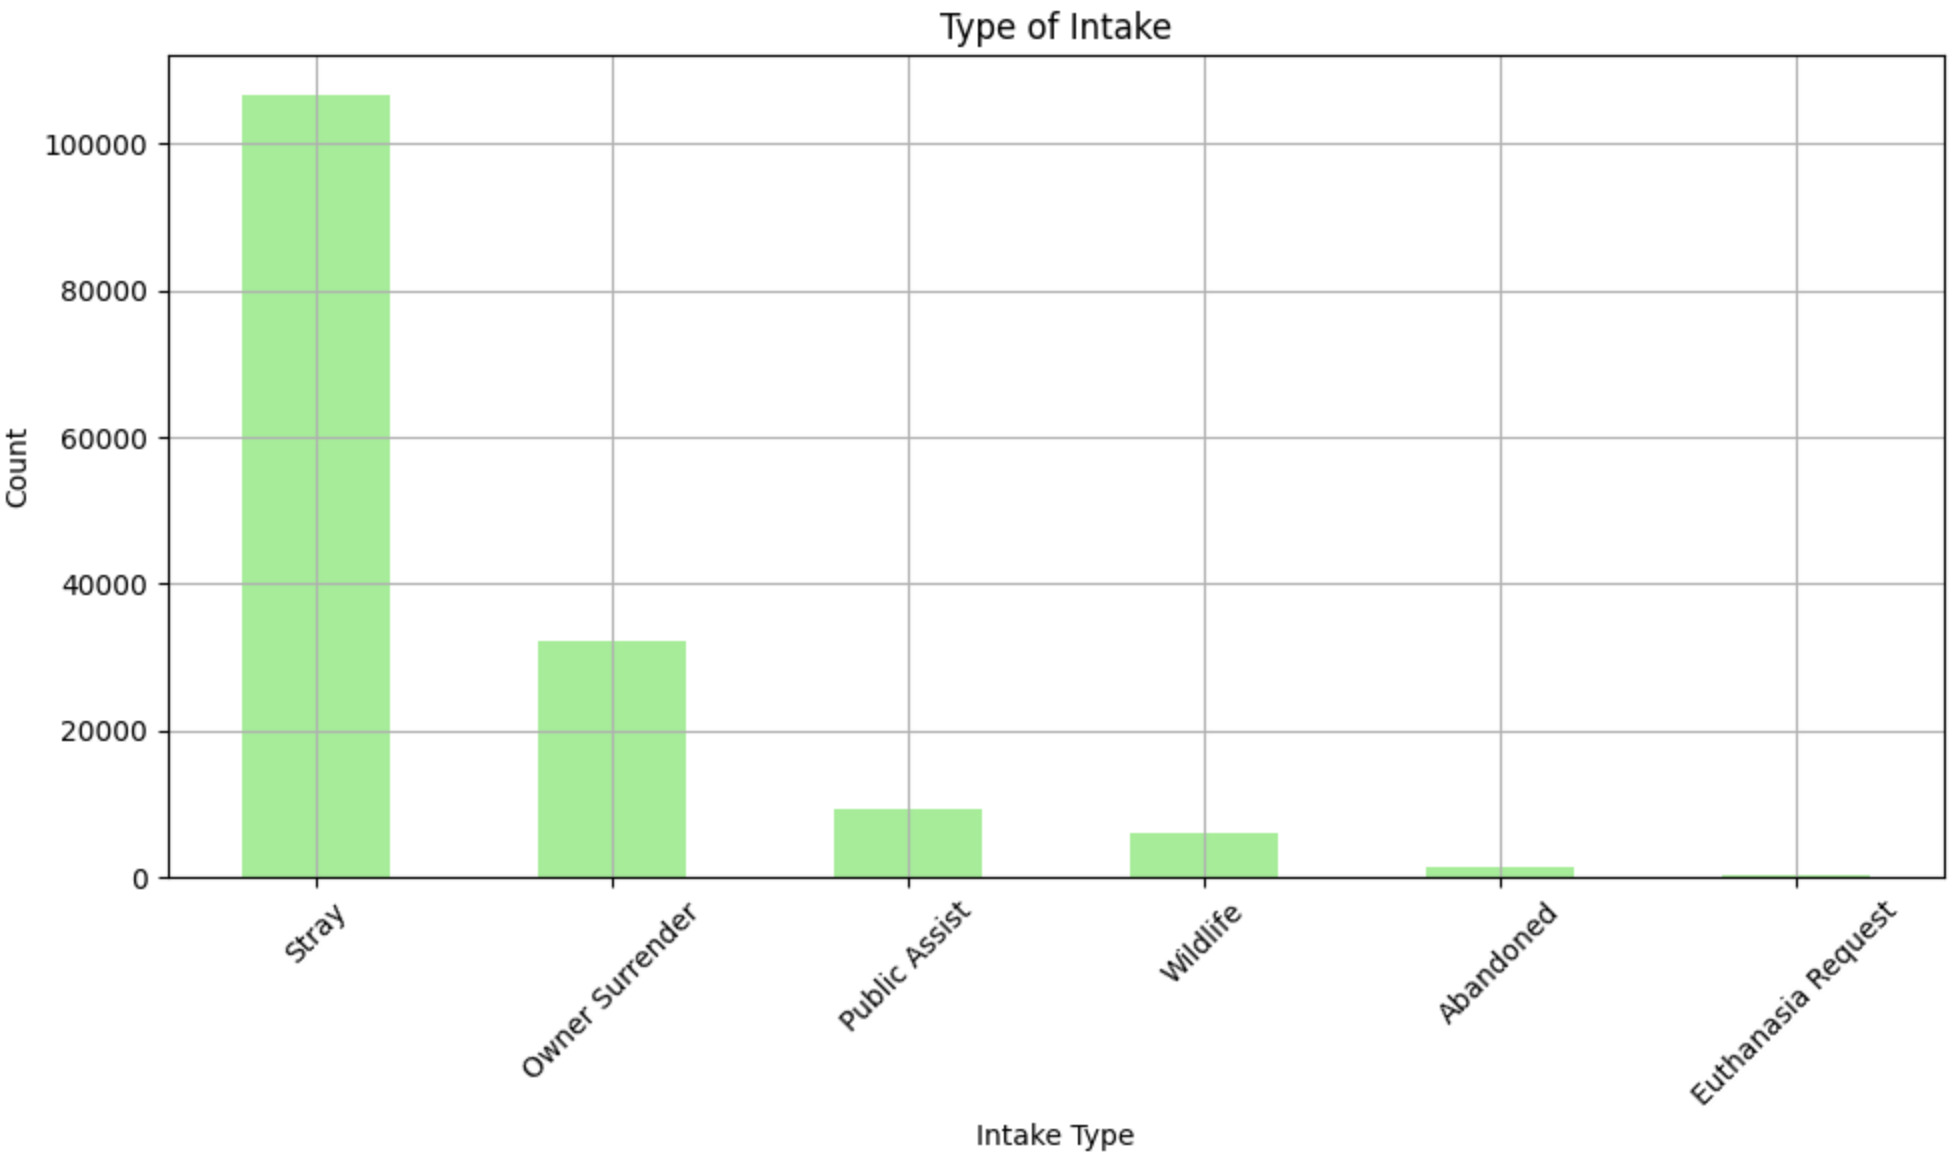 Type of Intake
Count
100000
80000
60000
40000
20000
0
Stray
Owner Surrender
Public Assist
Wildlife
Abandoned
Euthanasia Request
Intake Type